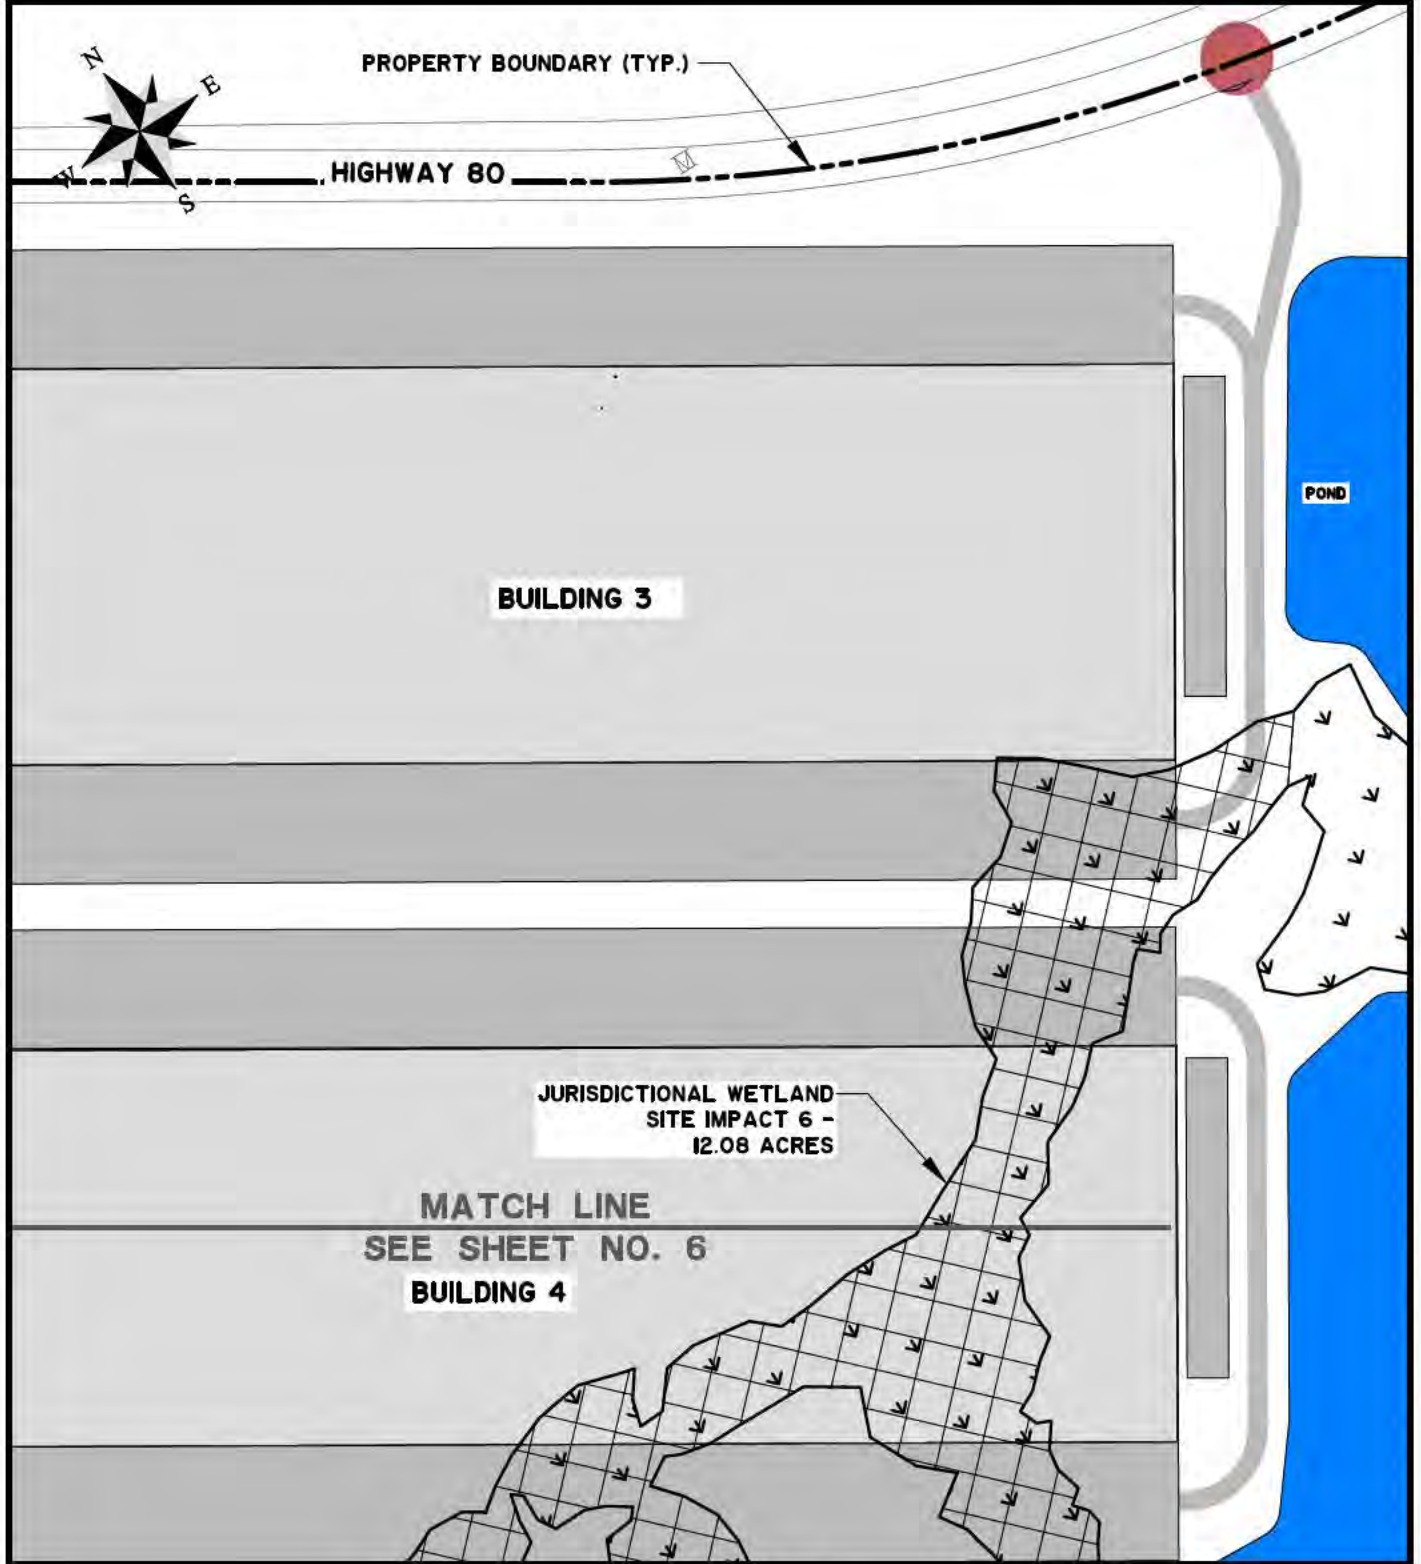 PROPERTY BOUNDARY (TYP.)
N
E
W
S
HIGHWAY 80
POND
BUILDING 3
JURISDICTIONAL WETLAND
SITE IMPACT 6 -
12.08 ACRES
MATCH LINE
SEE SHEET NO. 6
BUILDING 4